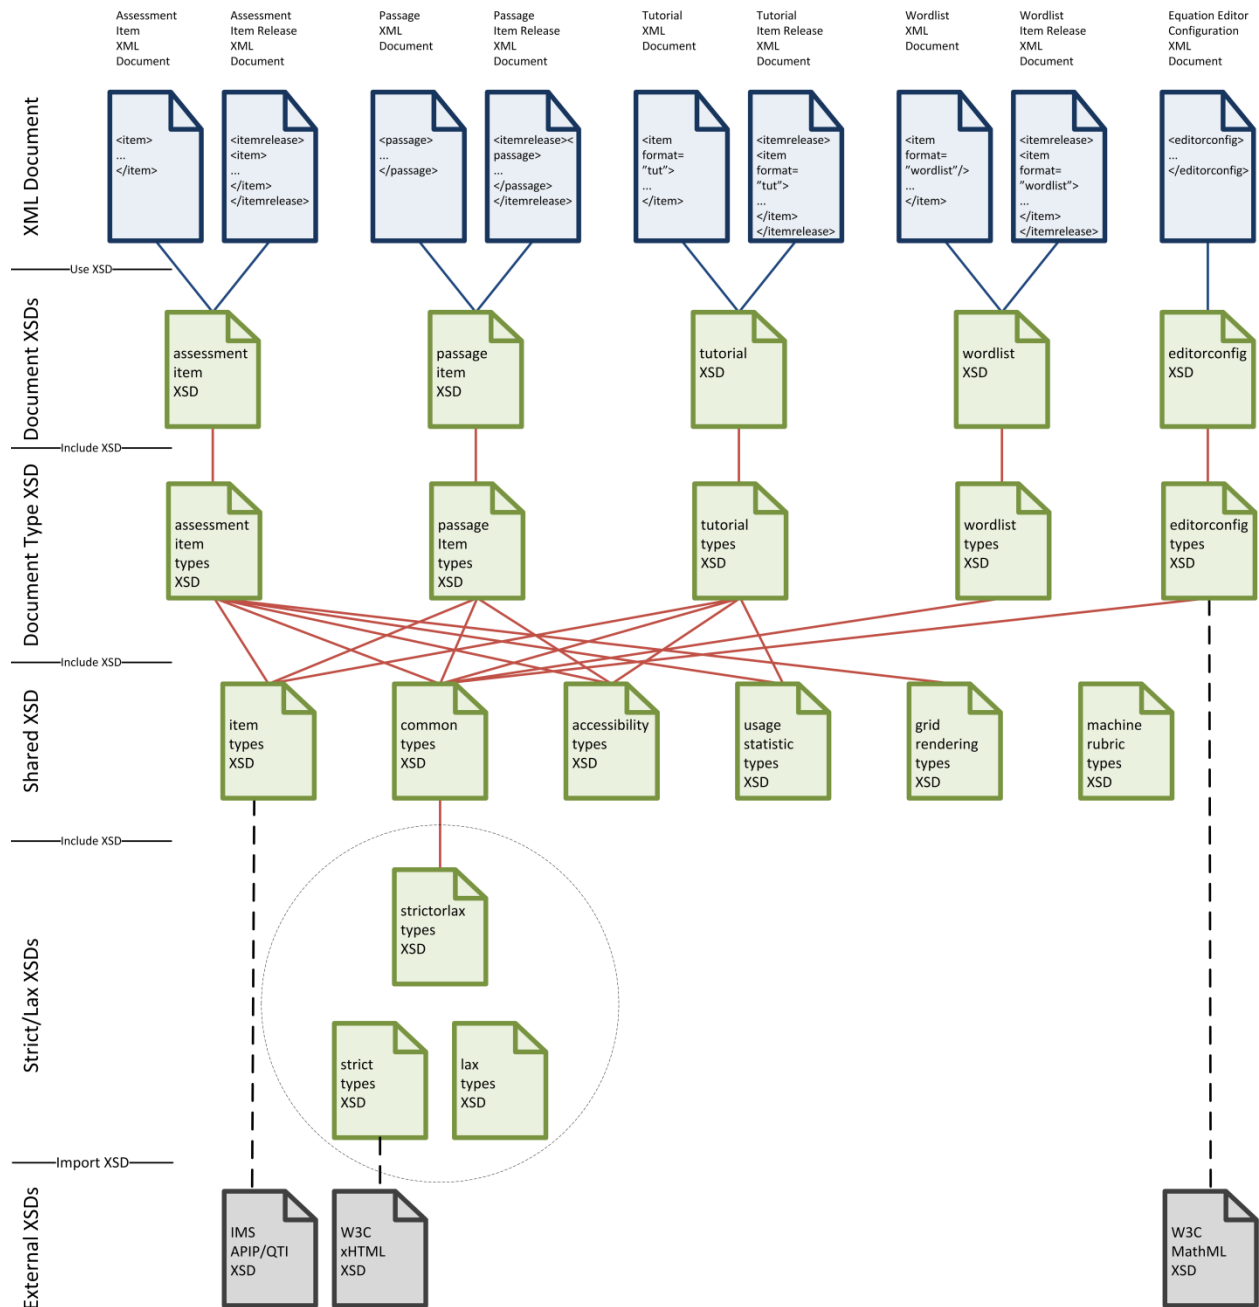 Assessment
Item
XML
Document
Assessment
Item Release
XML
Document
Passage
XML
Document
Passage
Item Release
XML
Document
Tutorial
XML
Document
Tutorial
Item Release
XML
Document
Wordlist
XML
Document
Wordlist
Item Release
XML
Document
Equation Editor
Configuration
XML
Document
XML Document
<item>
...
</item>
<itemrelease>
<item>
...
</item>
</itemrelease>
<passage>
...
</passage>
<itemrelease><
passage>
...
</passage>
</itemrelease>
<item
format=
"tut">
...
</item>
<itemrelease>
<item
format=
"tut">
...
</item>
</itemrelease>
<item
format=
"wordlist"/>
...
</item>
<itemrelease>
<item
format=
"wordlist">
...
</item>
</itemrelease>
<editorconfig>
...
</editorconfig>
Use XSD
Document XSDs
assessment
item
XSD
passage
item
XSD
tutorial
XSD
wordlist
XSD
editorconfig
XSD
Include XSD
Document Type XSD
assessment
item
types
XSD
passage
Item
types
XSD
tutorial
types
XSD
wordlist
types
XSD
editorconfig
types
XSD
Include XSD
Shared XSD
item
types
XSD
common
types
XSD
accessibility
types
XSD
usage
statistic
types
XSD
grid
rendering
types
XSD
machine
rubric
types
XSD
Include XSD
Strict/Lax XSDs
strictorlax
types
XSD
strict
types
XSD
lax
types
XSD
Import XSD
External XSDs
IMS
APIP/QTI
XSD
W3C
xHTML
XSD
W3C
MathML
XSD